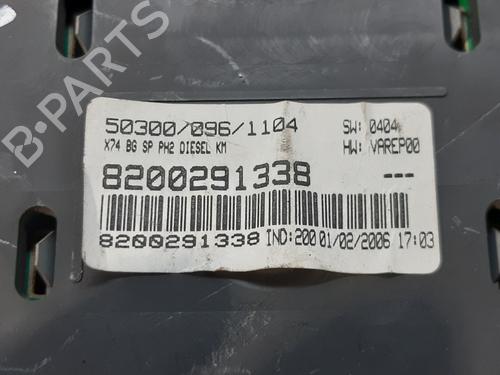 50300/096/1104 SW: 0404
X74 BG SP PH2 DIESEL KM HW: VAREP00
8200291338 ---
8200291338 IND:200 01/02/2006 17:03